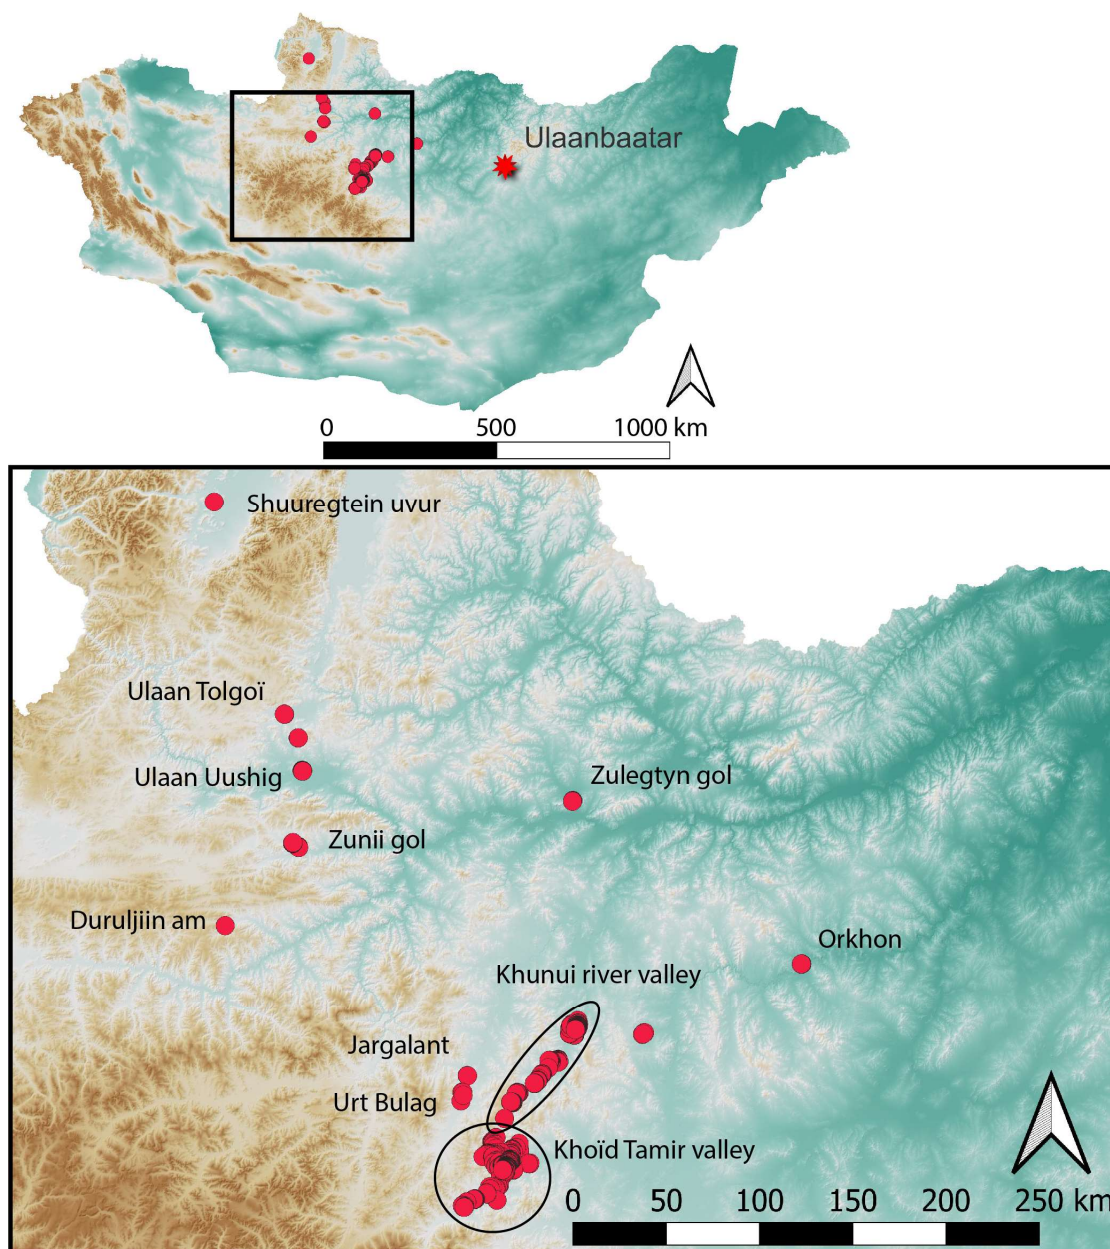 Ulaanbaatar
0 500 1000 km
Shuuregtein uvur
Ulaan Tolgoï
Ulaan Uushig
Zulegtyn gol
Zunii gol
Duruljiin am
Orkhon
Khunui river valley
Jargalant
Urt Bulag
Khoïd Tamir valley
0 50 100 150 200 250 km